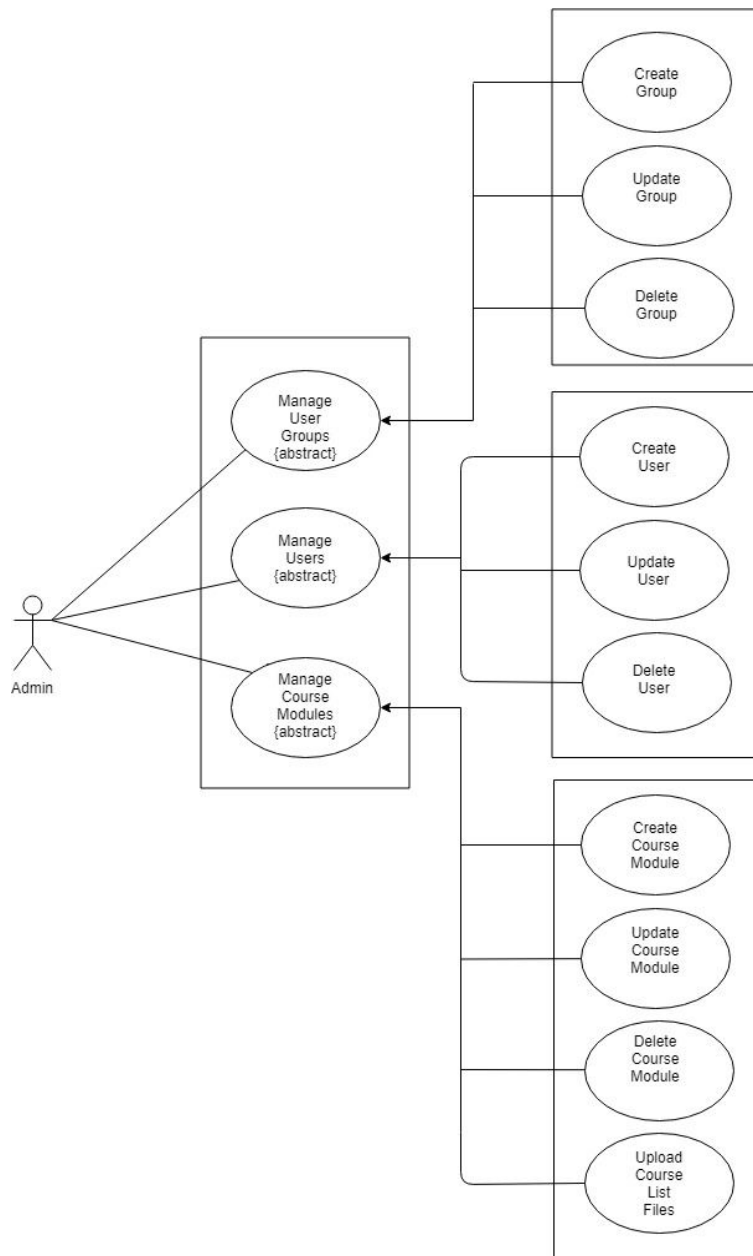 Create
Group
Update
Group
Delete
Group
Manage
User
Groups
{abstract}
Create
User
Manage
Users
{abstract}
Update
User
Delete
User
Admin
Manage
Course
Modules
{abstract}
Create
Course
Module
Update
Course
Module
Delete
Course
Module
Upload
Course
List
Files